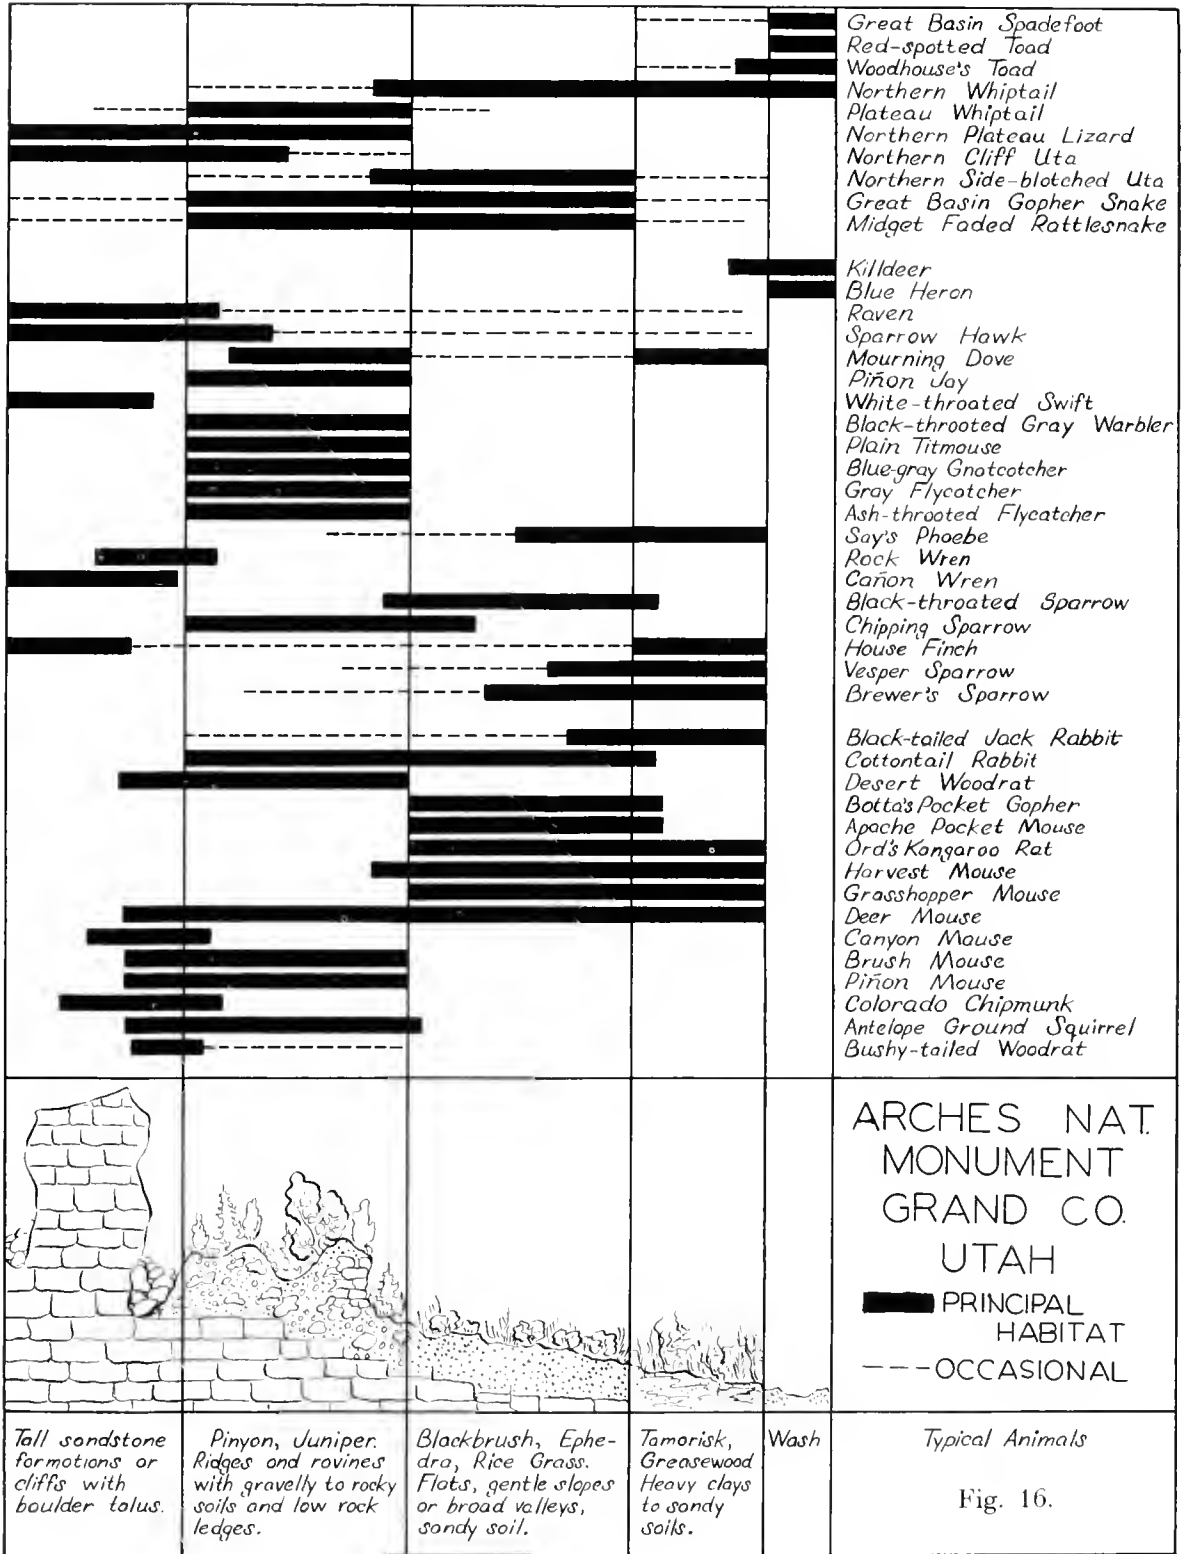 Great Basin Spadefoot
Red-spotted Toad
Woodhouse's Toad
Northern Whiptail
Plateau Whiptail
Northern Plateau Lizard
Northern Cliff Uta
Northern Side-blotched Uta
Great Basin Gopher Snake
Midget Faded Rattlesnake
Killdeer
Blue Heron
Raven
Sparrow Hawk
Mourning Dove
Piñon Jay
White-throated Swift
Black-throated Gray Warbler
Plain Titmouse
Blue-gray Gnatcatcher
Gray Flycatcher
Ash-throated Flycatcher
Say's Phoebe
Rock Wren
Cañon Wren
Black-throated Sparrow
Chipping Sparrow
House Finch
Vesper Sparrow
Brewer's Sparrow
Black-tailed Jack Rabbit
Cottontail Rabbit
Desert Woodrat
Botta's Pocket Gopher
Apache Pocket Mouse
Ord's Kangaroo Rat
Harvest Mouse
Grasshopper Mouse
Deer Mouse
Canyon Mouse
Brush Mouse
Piñon Mouse
Colorado Chipmunk
Antelope Ground Squirrel
Bushy-tailed Woodrat
ARCHES NAT.
MONUMENT
GRAND CO.
UTAH
PRINCIPAL
HABITAT
OCCASIONAL
Tall sandstone
formations or
cliffs with
boulder talus.
Pinyon, Juniper.
Ridges and ravines
with gravelly to rocky
soils and low rock
ledges.
Blackbrush, Ephe-
dra, Rice Grass.
Flats, gentle slopes
or broad valleys,
sandy soil.
Tamarisk,
Greasewood
Heavy clays
to sandy
soils.
Wash
Typical Animals
Fig. 16.